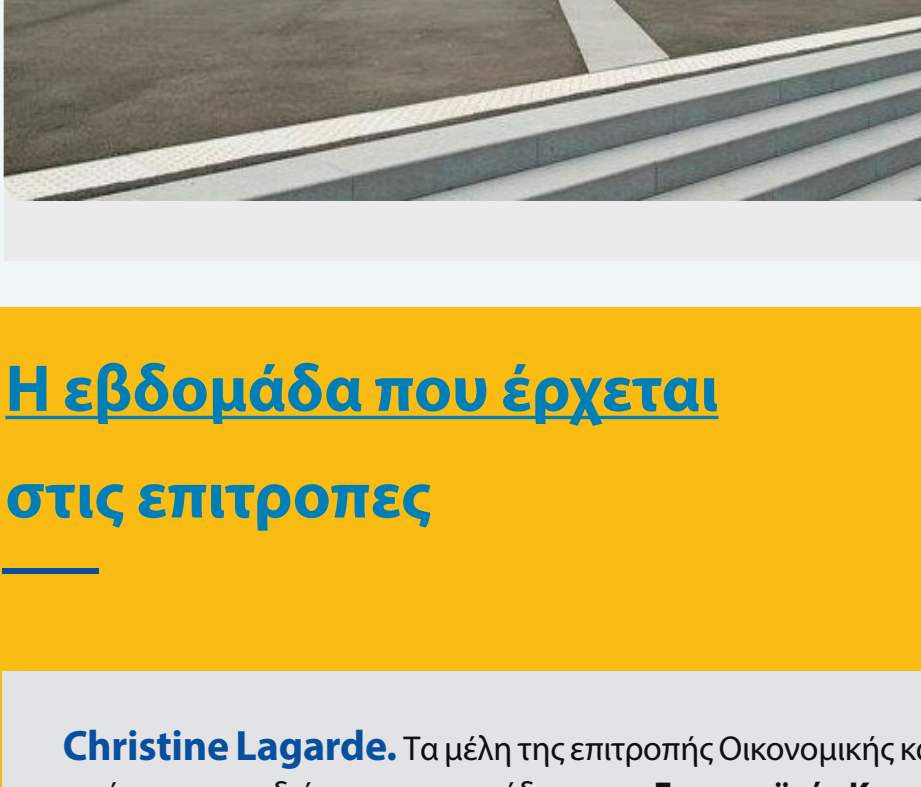 Η εβδομάδα που έρχεται
στις επιτροπες
Christine Lagarde. Τα μέλη της επιτροπής Οικονομικής